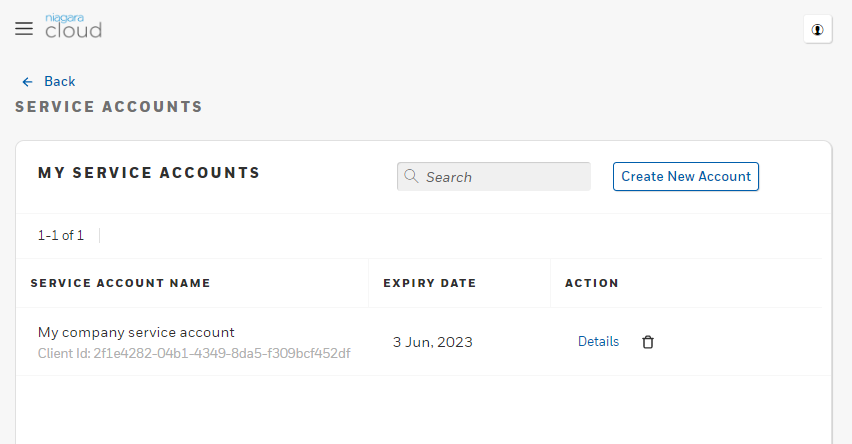 niagara
cloud
Back
SERVICE ACCOUNTS
MY SERVICE ACCOUNTS
Search
Create New Account
1-1 of 1
SERVICE ACCOUNT NAME
EXPIRY DATE
ACTION
My company service account
Client Id: 2f1e4282-04b1-4349-8da5-f309bcf452df
3 Jun, 2023
Details